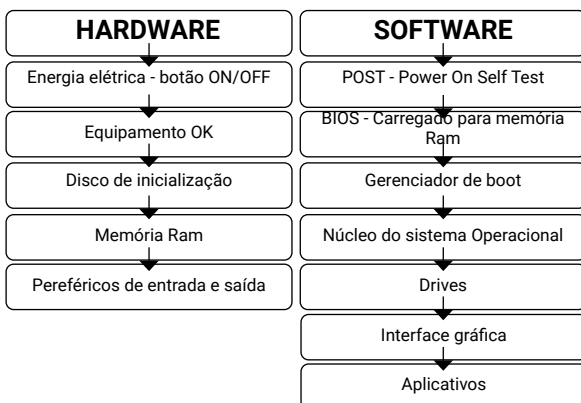 HARDWARE
Energia elétrica - botão ON/OFF
Equipamento OK
Disco de inicialização
Memória Ram
Pereféricos de entrada e saída
SOFTWARE
POST - Power On Self Test
BIOS - Carregado para memória
Ram
Gerenciador de boot
Núcleo do sistema Operacional
Drives
Interface gráfica
Aplicativos